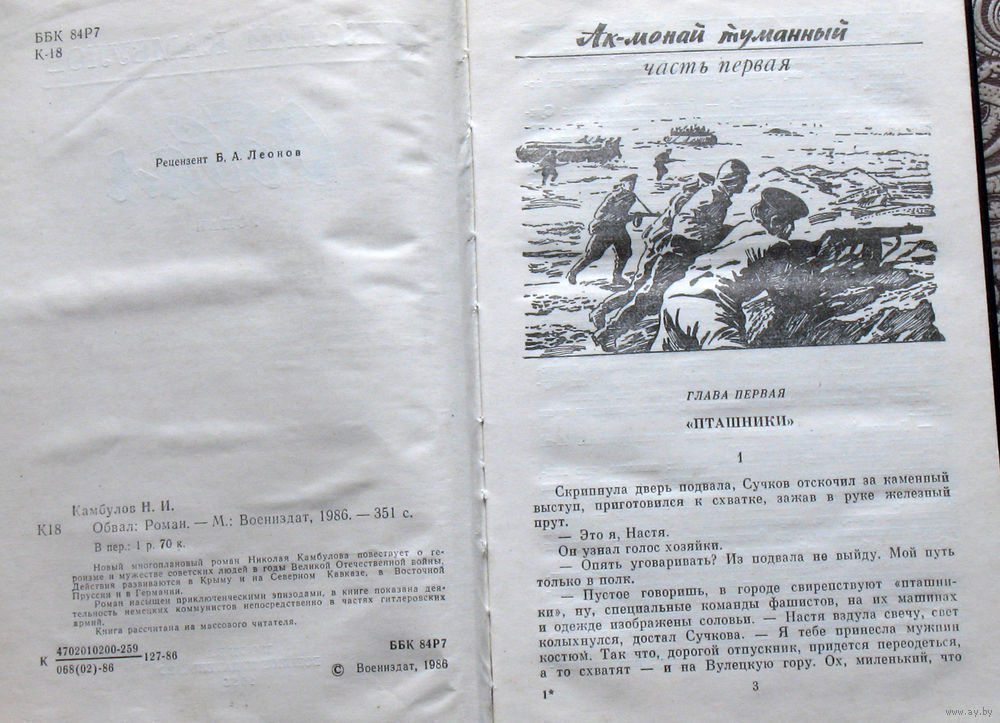 ББК 84Р7
К-18
Рецензент Б. А. Леонов
Камбулов Н. И.
К18 Обвал: Роман. — М.: Воениздат, 1986. — 351 с.
В пер.: 1 р. 70 к.
Новый многоплановый роман Николая Камбулова повествует о ге-
роизме и мужестве советских людей в годы Великой Отечественной войны.
Действия развиваются в Крыму и на Северном Кавказе, в Восточной
Пруссии и в Германии.
Роман насыщен приключенческими эпизодами, в книге показана дея-
тельность немецких коммунистов непосредственно в частях гитлеровских
армий.
Книга рассчитана на массового читателя.
К 4702010200-259
068(02)-86 127-86
ББК 84Р7
© Воениздат, 1986
Ак-монай туманный
часть первая
ГЛАВА ПЕРВАЯ
«ПТАШНИКИ»
1
Скрипнула дверь подвала, Сучков отскочил за каменный
выступ, приготовился к схватке, зажав в руке железный
прут.
— Это я, Настя.
Он узнал голос хозяйки.
— Опять уговаривать? Из подвала не выйду. Мой путь
только в полк.
— Пустое говоришь, в городе свирепствуют «пташни-
ки», ну, специальные команды фашистов, на их машинах
и одежде изображены соловьи. — Настя вздула свечу, свет
колыхнулся, достал Сучкова. — Я тебе принесла мужнин
костюм. Так что, дорогой отпускник, придется переодеться,
а то схватят — и на Вулецкую гору. Ох, миленький, что
1*
3
www.ay.by